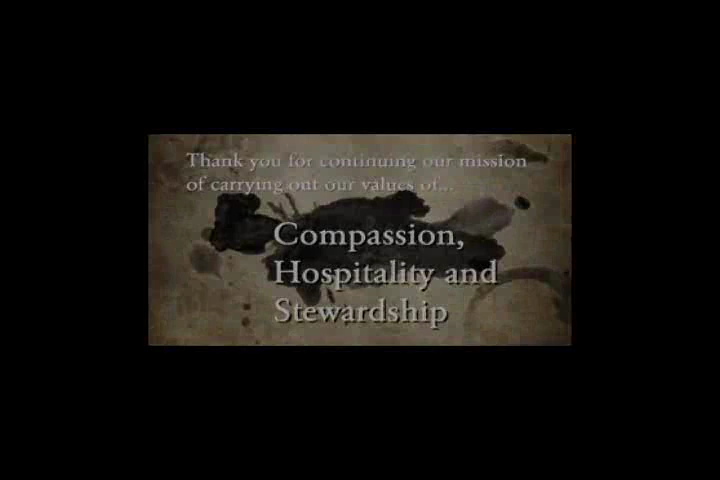 Thank you for continuing our mission
of carrying out our values of...
Compassion,
Hospitality and
Stewardship